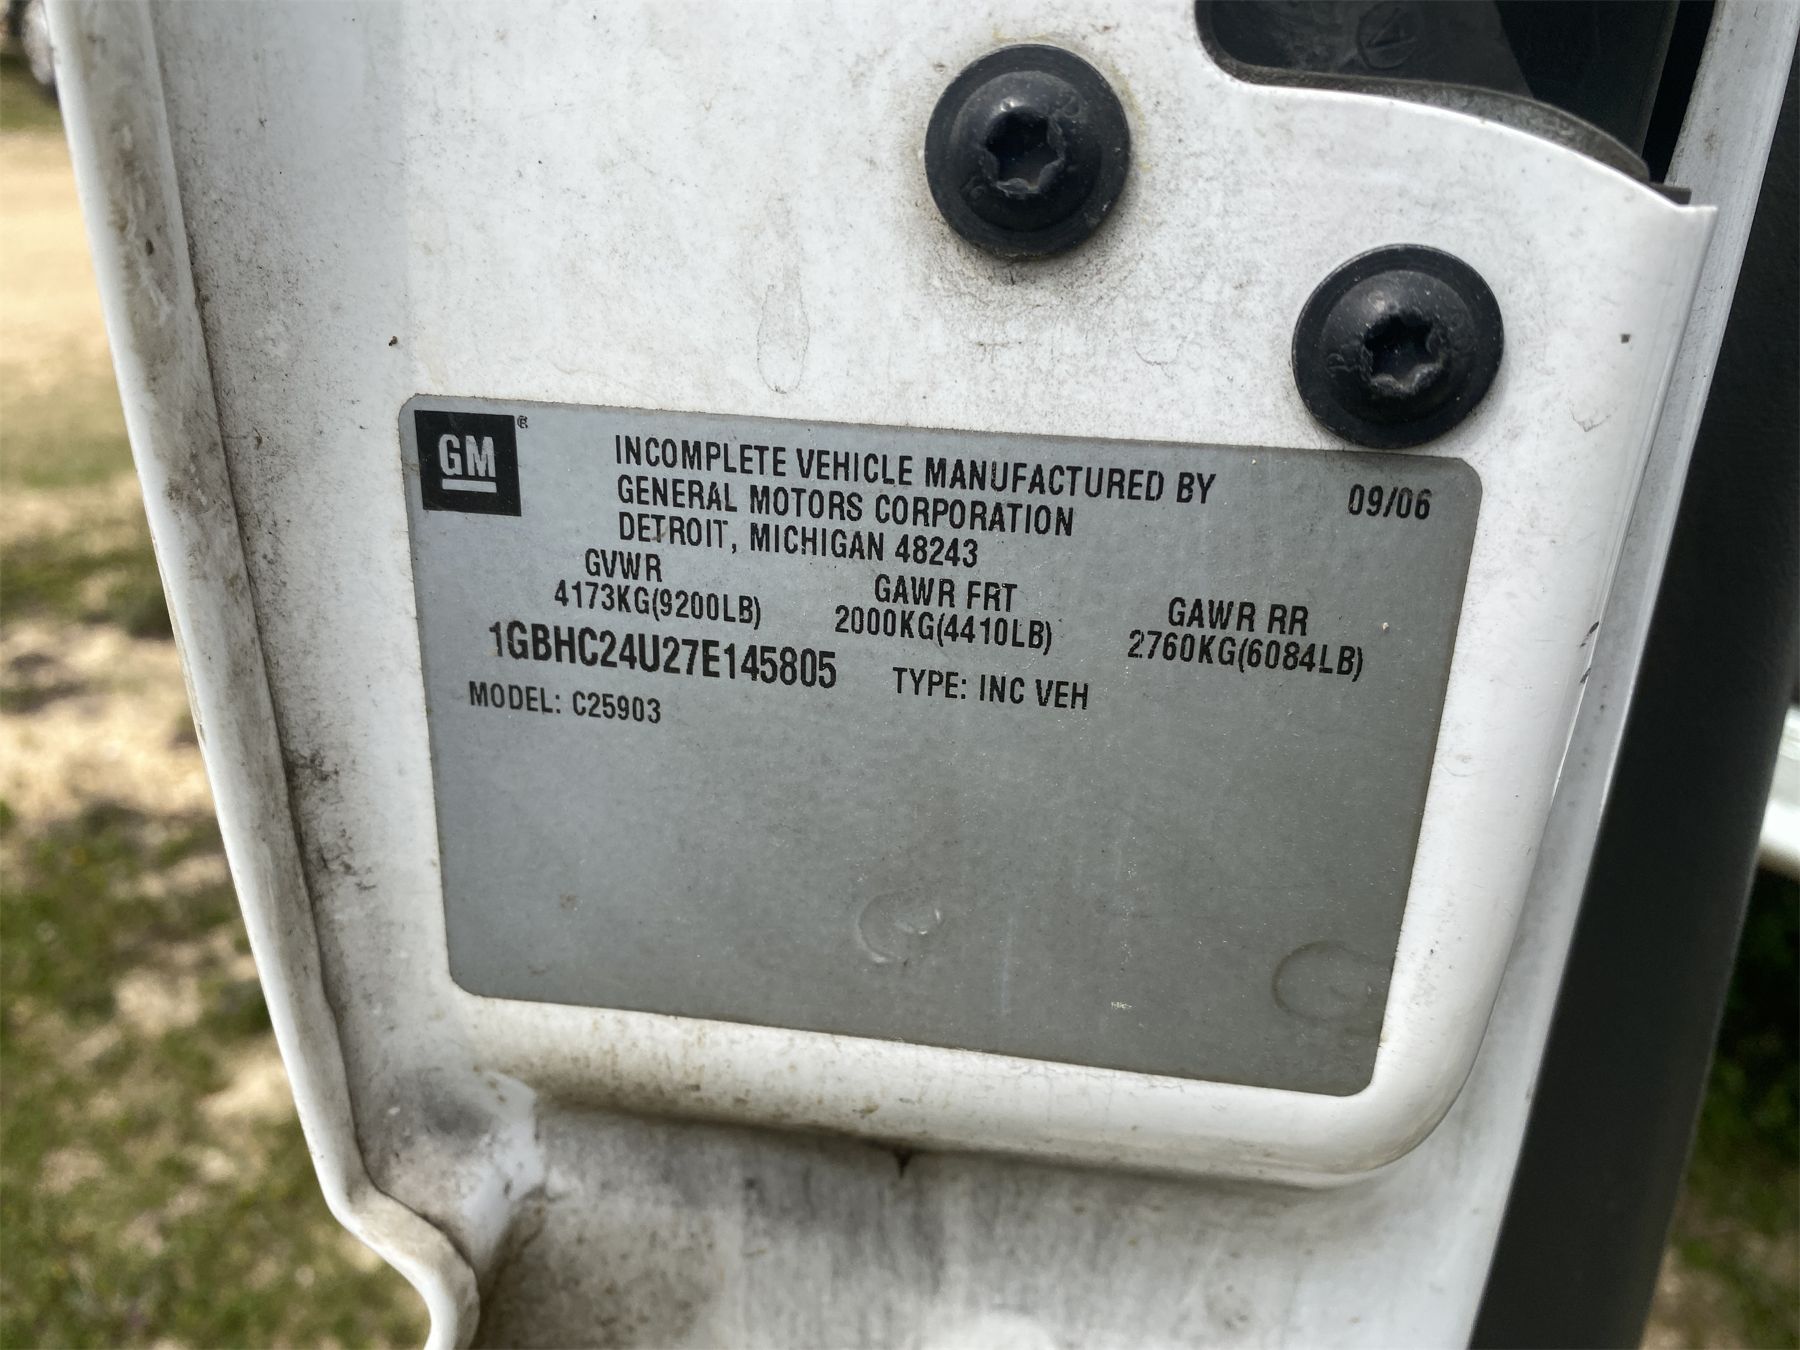 GM
INCOMPLETE VEHICLE MANUFACTURED BY
GENERAL MOTORS CORPORATION
DETROIT, MICHIGAN 48243
09/06
GVWR
4173KG(9200LB)
GAWR FRT
2000KG(4410LB)
GAWR RR
2760KG(6084LB)
1GBHC24U27E145805
TYPE: INC VEH
MODEL: C25903